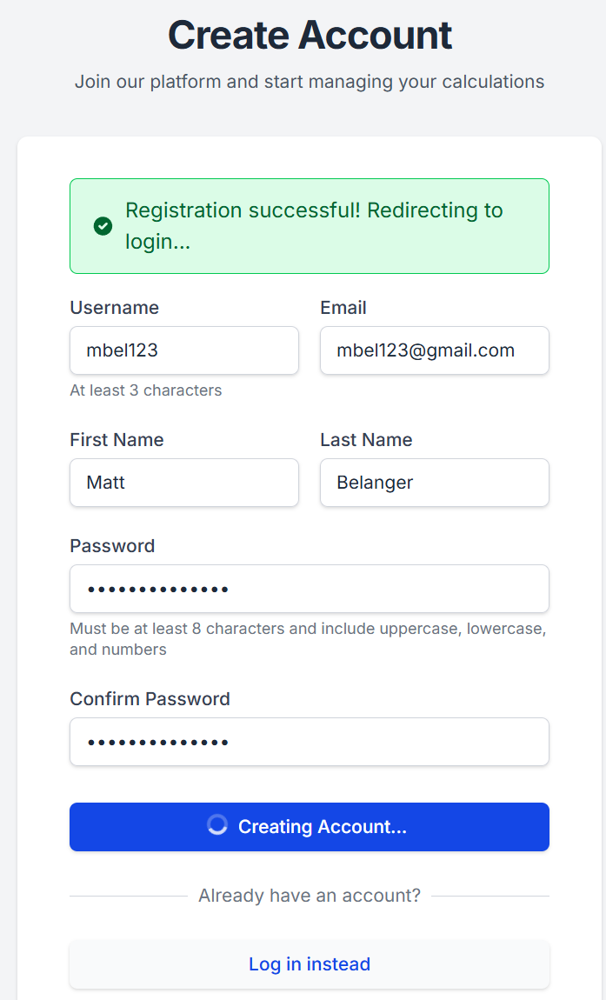 Create Account
Join our platform and start managing your calculations
Registration successful! Redirecting to
login...
Username
Email
mbel123
mbel123@gmail.com
At least 3 characters
First Name
Last Name
Matt
Belanger
Password
••••••••••••••
Must be at least 8 characters and include uppercase, lowercase,
and numbers
Confirm Password
••••••••••••••
Creating Account...
Already have an account?
Log in instead